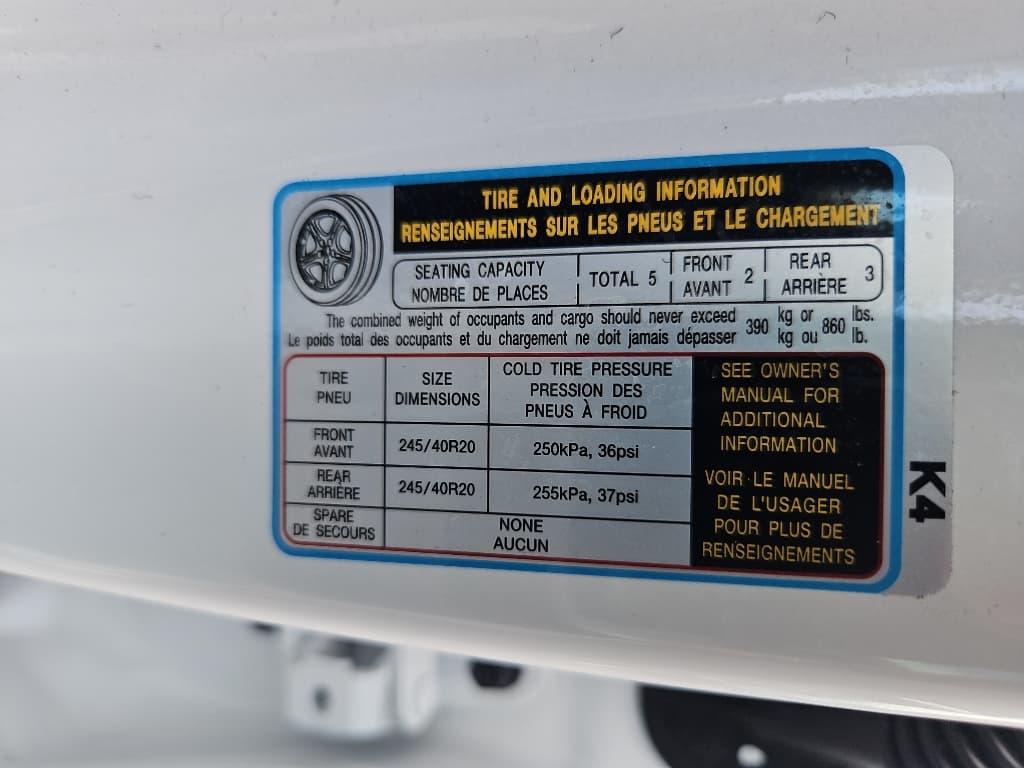 TIRE AND LOADING INFORMATION
RENSEIGNEMENTS SUR LES PNEUS ET LE CHARGEMENT
SEATING CAPACITY
NOMBRE DE PLACES
TOTAL 5
FRONT
AVANT
2
REAR
ARRIÈRE
3
The combined weight of occupants and cargo should never exceed
Le poids total des occupants et du chargement ne doit jamais dépasser
390
kg or
kg ou
860
lbs.
lb.
TIRE
PNEU
SIZE
DIMENSIONS
COLD TIRE PRESSURE
PRESSION DES
PNEUS À FROID
FRONT
AVANT
245/40R20
250kPa, 36psi
REAR
ARRIÈRE
245/40R20
255kPa, 37psi
SPARE
DE SECOURS
NONE
AUCUN
SEE OWNER'S
MANUAL FOR
ADDITIONAL
INFORMATION
VOIR LE MANUEL
DE L'USAGER
POUR PLUS DE
RENSEIGNEMENTS
K4